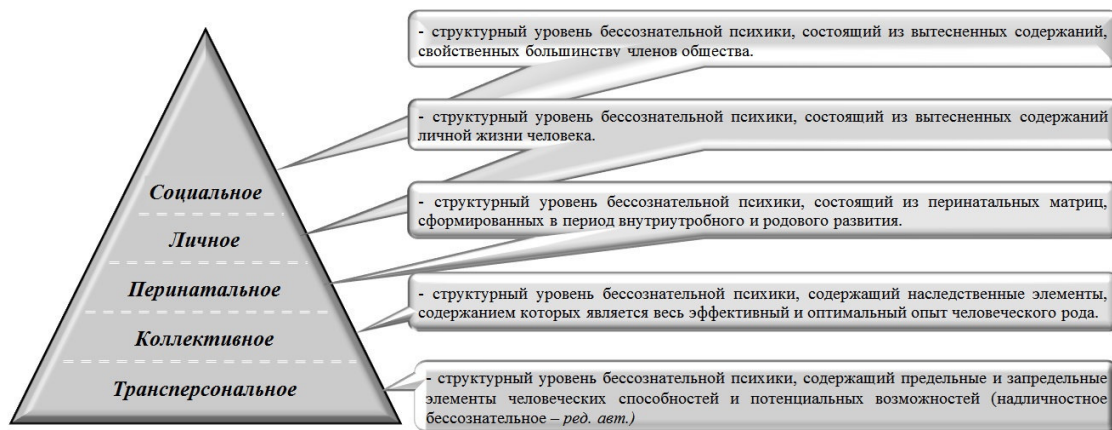 - структурный уровень бессознательной психики, состоящий из вытесненных содержаний,
свойственных большинству членов общества.
- структурный уровень бессознательной психики, состоящий из вытесненных содержаний
личной жизни человека.
Социальное
- структурный уровень бессознательной психики, состоящий из перинатальных матриц,
сформированных в период внутриутробного и родового развития.
Личное
Перинатальное
- структурный уровень бессознательной психики, содержащий наследственные элементы,
содержанием которых является весь эффективный и оптимальный опыт человеческого рода.
Коллективное
Трансперсональное
- структурный уровень бессознательной психики, содержащий предельные и запредельные
элементы человеческих способностей и потенциальных возможностей (надличностное
бессознательное – ред. авт.)